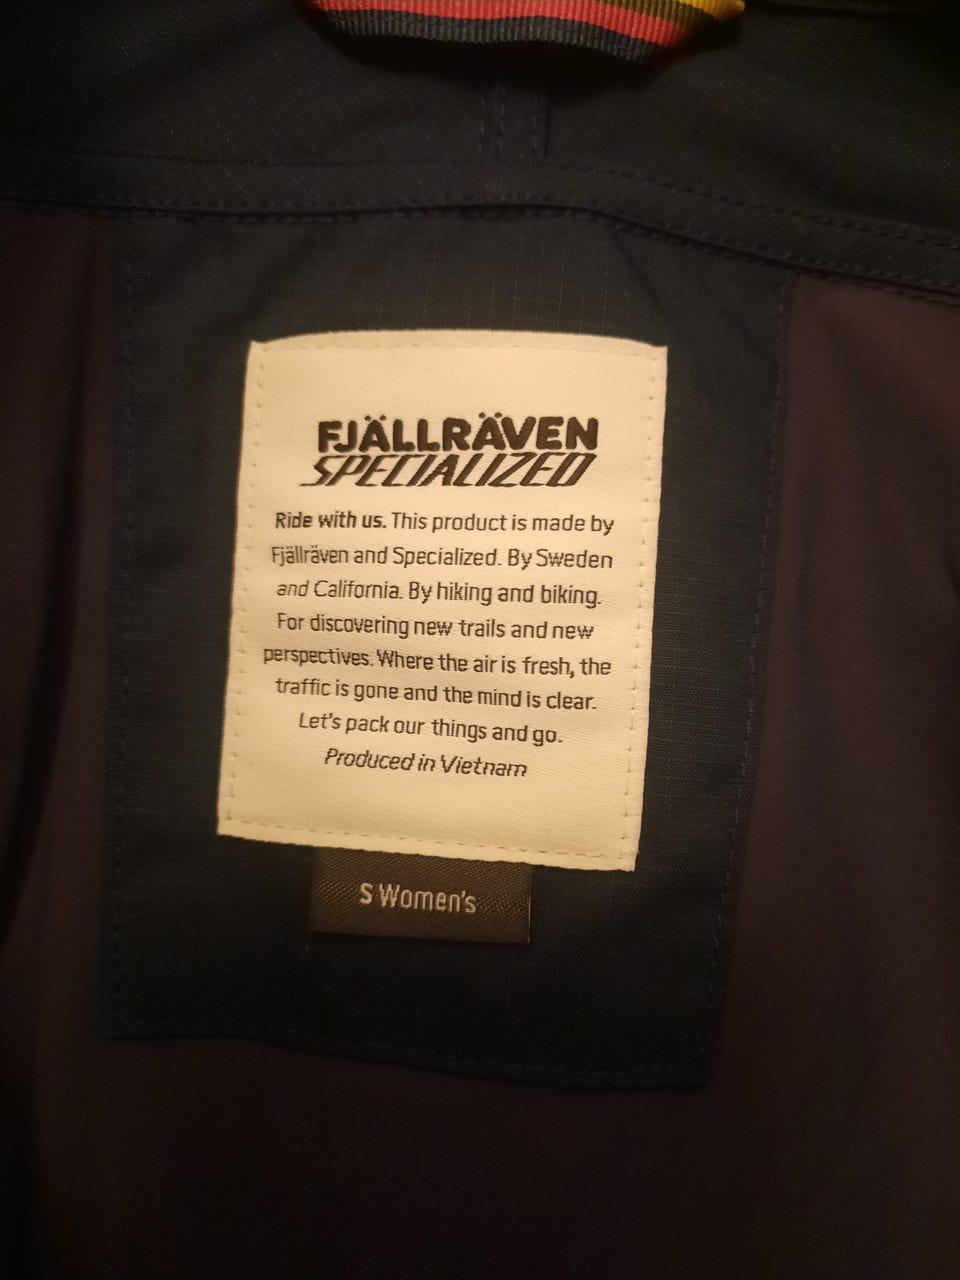 FJÄLLRÄVEN
SPECIALIZED
Ride with us. This product is made by
Fjällräven and Specialized. By Sweden
and California. By hiking and biking.
For discovering new trails and new
perspectives. Where the air is fresh, the
traffic is gone and the mind is clear.
Let's pack our things and go.
Produced in Vietnam
S Women's